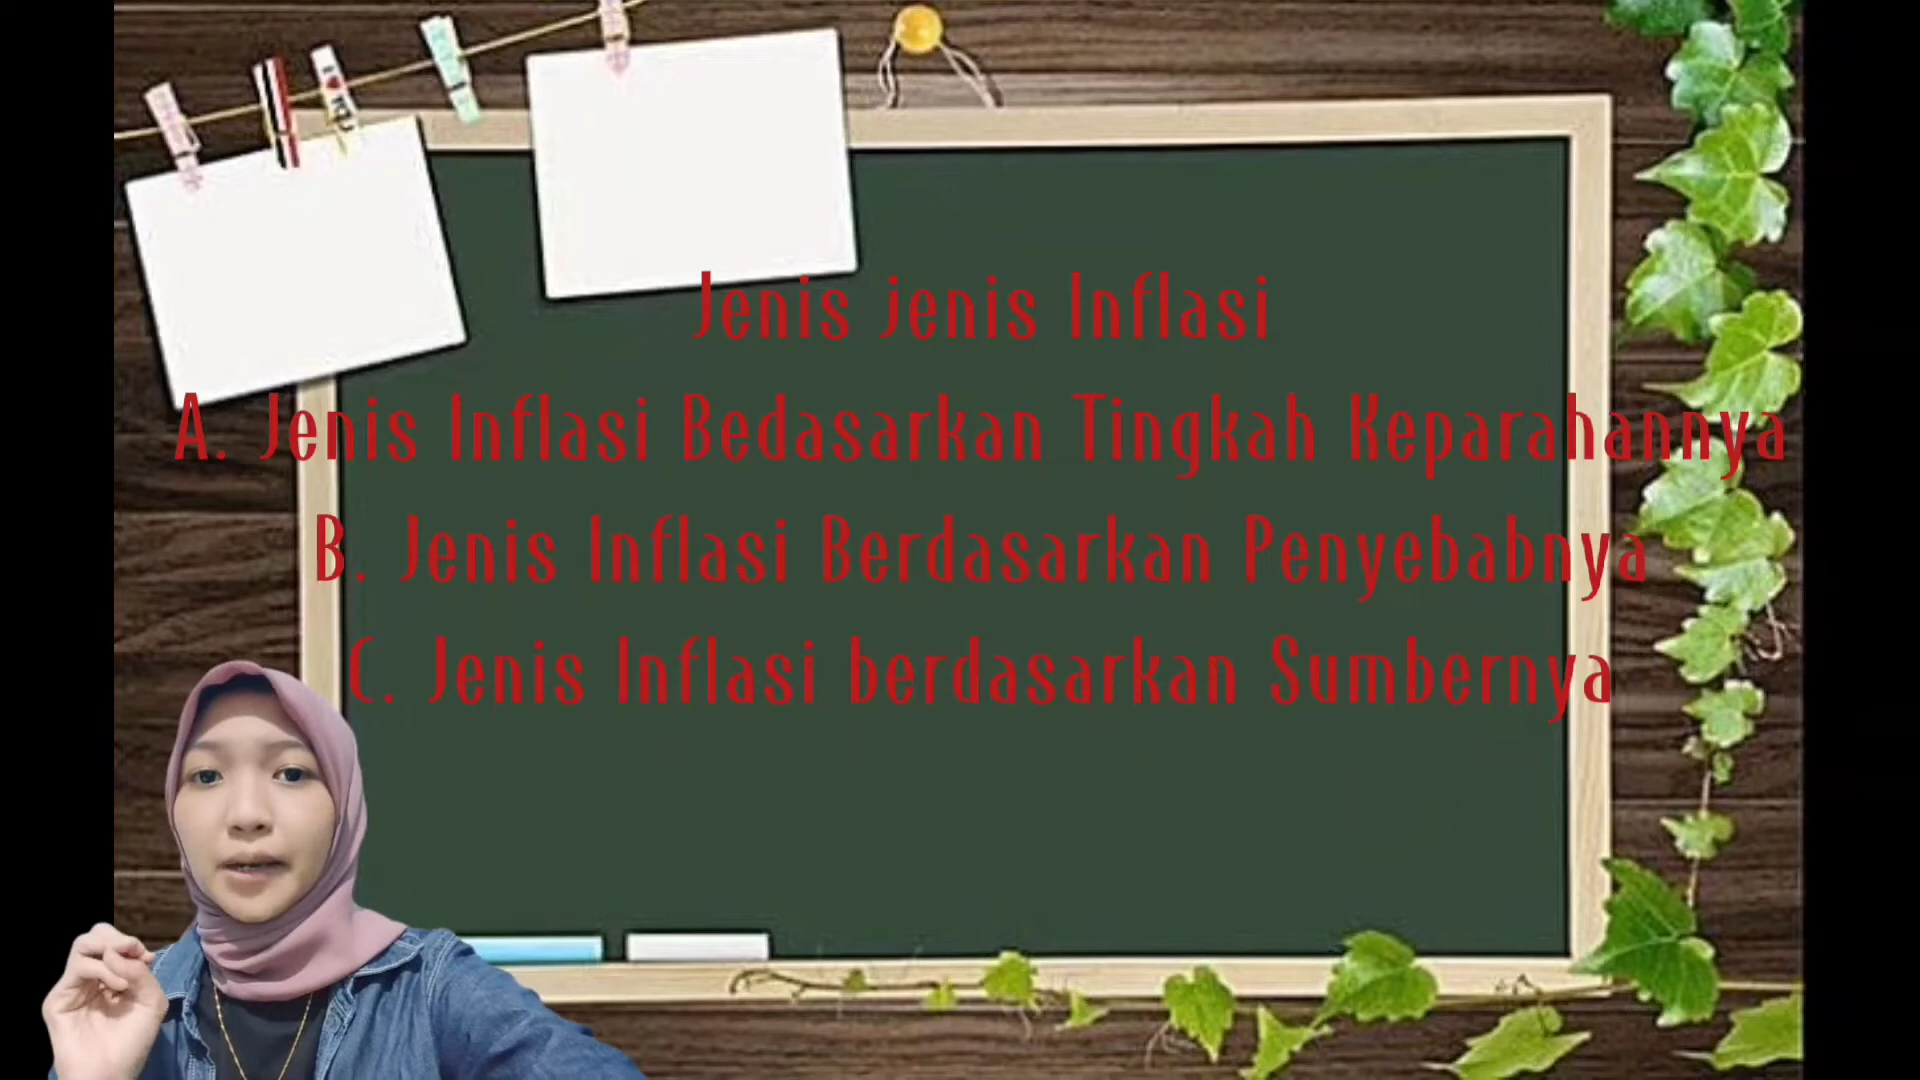 Jenis jenis Inflasi
A. Jenis Inflasi Bedasarkan Tingkah Keparahannya
B. Jenis Inflasi Berdasarkan Penyebabnya
C. Jenis Inflasi berdasarkan Sumbernya